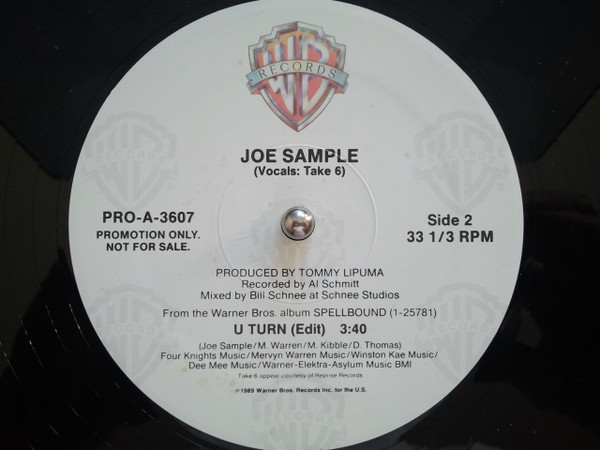 RECORDS
JOE SAMPLE
(Vocals: Take 6)
PRO-A-3607
PROMOTION ONLY.
NOT FOR SALE.
Side 2
33 1/3 RPM
PRODUCED BY TOMMY LiPUMA
Recorded by Al Schmitt
Mixed by Bill Schnee at Schnee Studios
From the Warner Bros. album SPELLBOUND (1-25781)
U TURN (Edit) 3:40
(Joe Sample/M. Warren/M. Kibble/D. Thomas)
Four Knights Music/Mervyn Warren Music/Winston Kae Music/
Dee Mee Music/Warner-Elektra-Asylum Music BMI
Take 6 appear courtesy of Reprise Records
℗1989 Warner Bros. Records Inc. for the U.S.